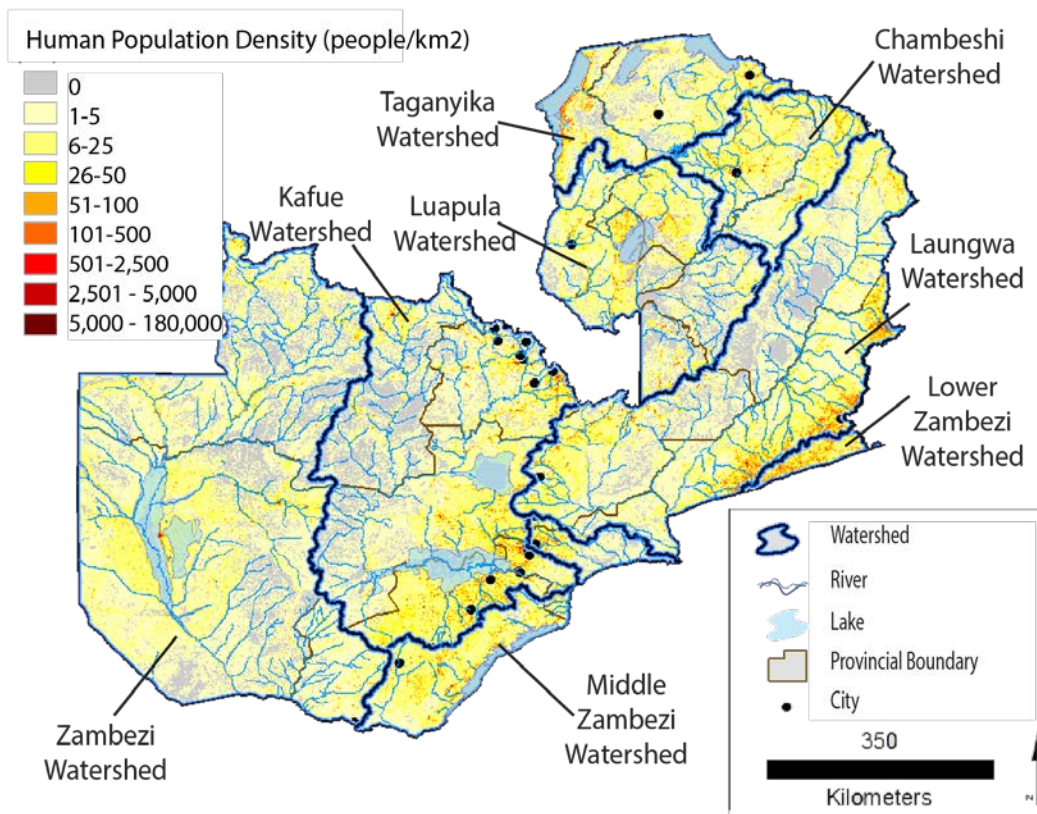 Human Population Density (people/km2)
0
1-5
6-25
26-50
51-100
101-500
501-2,500
2,501 - 5,000
5,000 - 180,000
Chambeshi
Watershed
Taganyika
Watershed
Kafue
Watershed
Luapula
Watershed
Laungwa
Watershed
Lower
Zambezi
Watershed
Middle
Zambezi
Watershed
Zambezi
Watershed
Watershed
River
Lake
Provincial Boundary
City
350
Kilometers
N